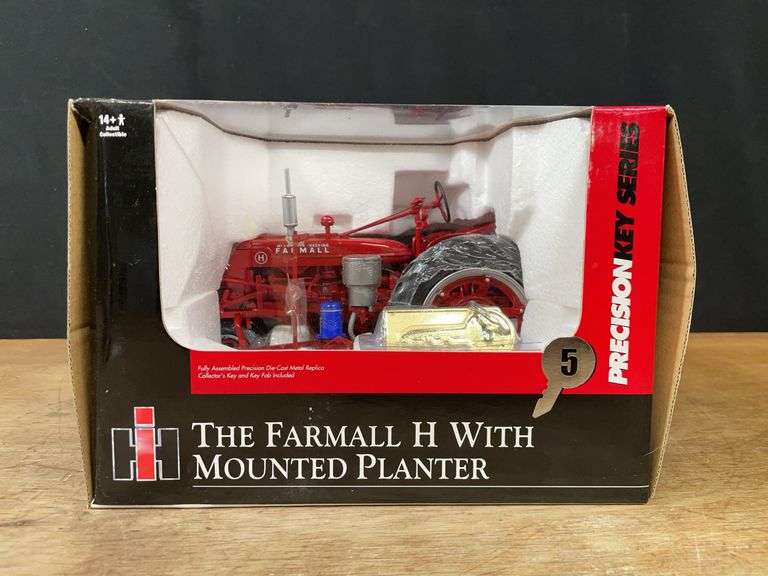 14+
Adult
Collectible
PRECISION KEY SERIES
H
FARMALL
5
Fully Assembled Precision Die-Cast Metal Replica
Collector's Key and Key Fob Included
IH
THE FARMALL H WITH
MOUNTED PLANTER